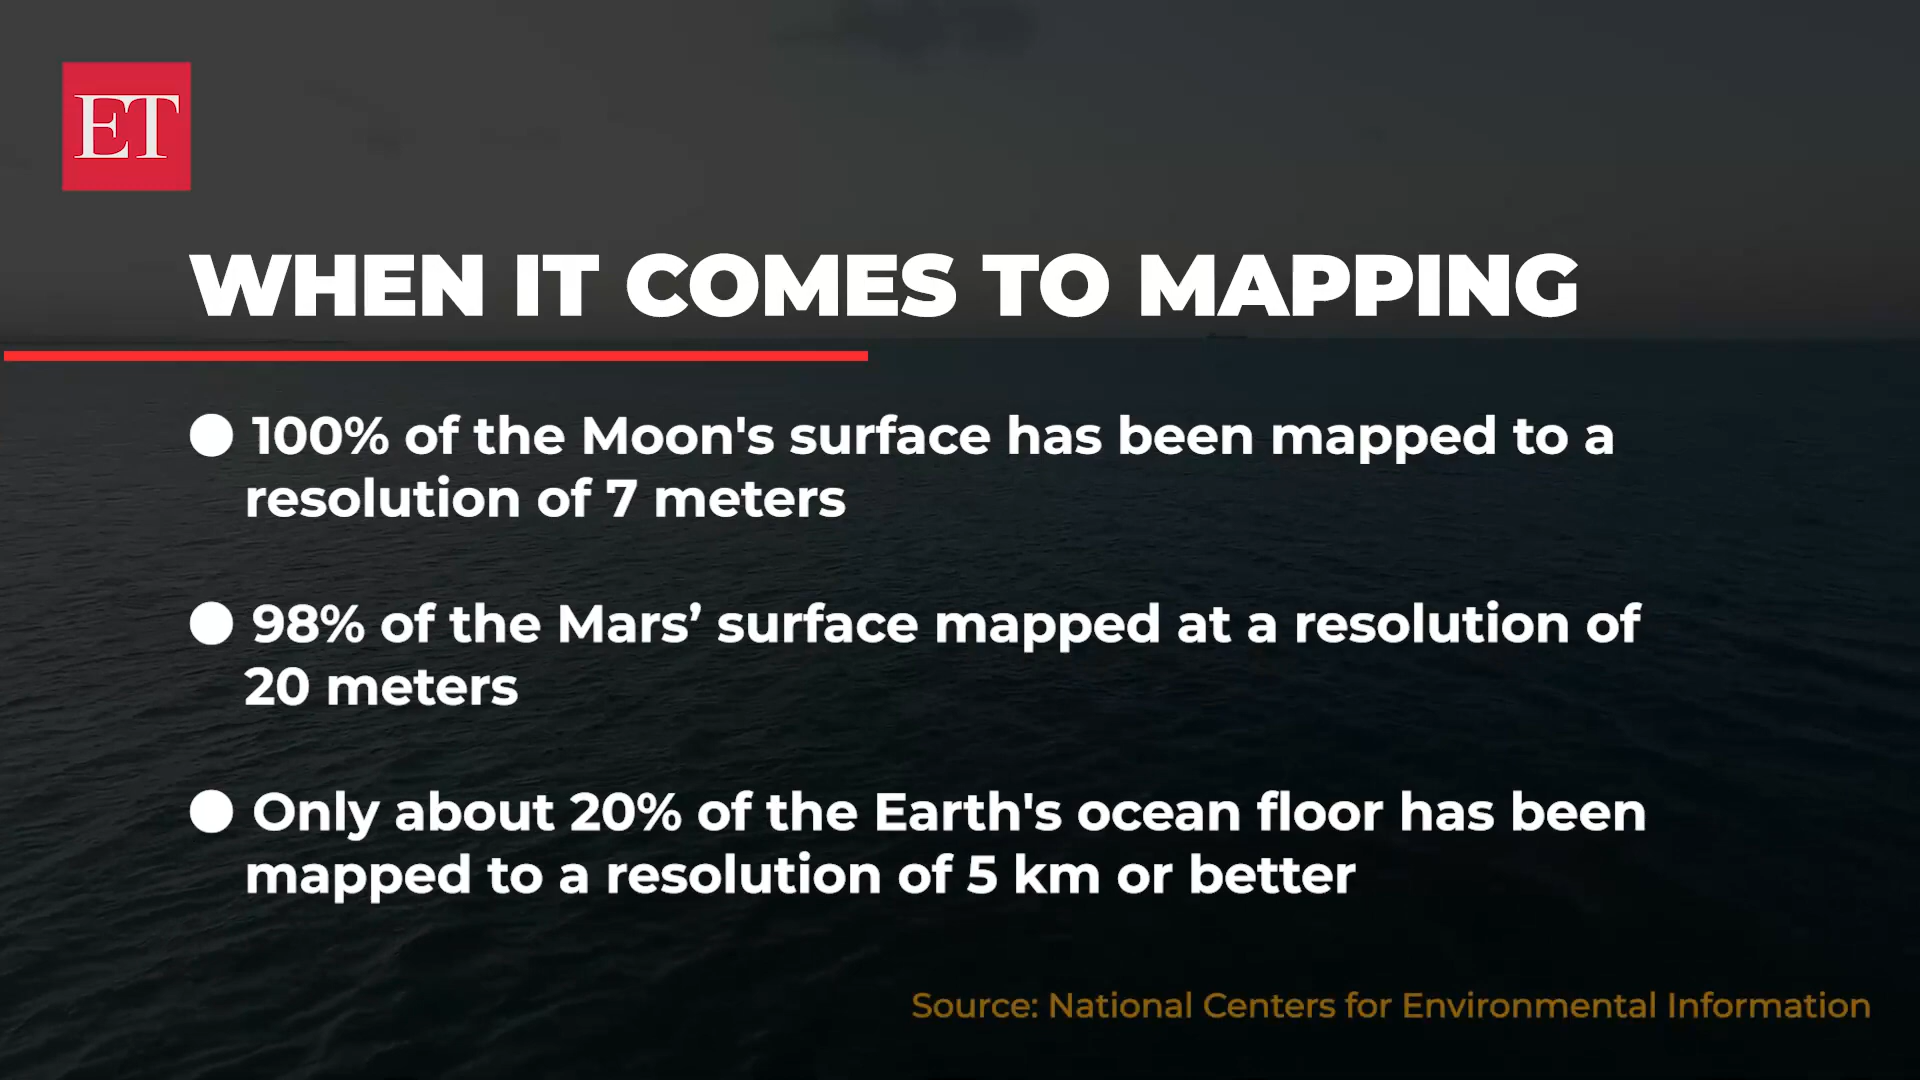 ET
WHEN IT COMES TO MAPPING
● 100% of the Moon's surface has been mapped to a
resolution of 7 meters
● 98% of the Mars’ surface mapped at a resolution of
20 meters
● Only about 20% of the Earth's ocean floor has been
mapped to a resolution of 5 km or better
Source: National Centers for Environmental Information